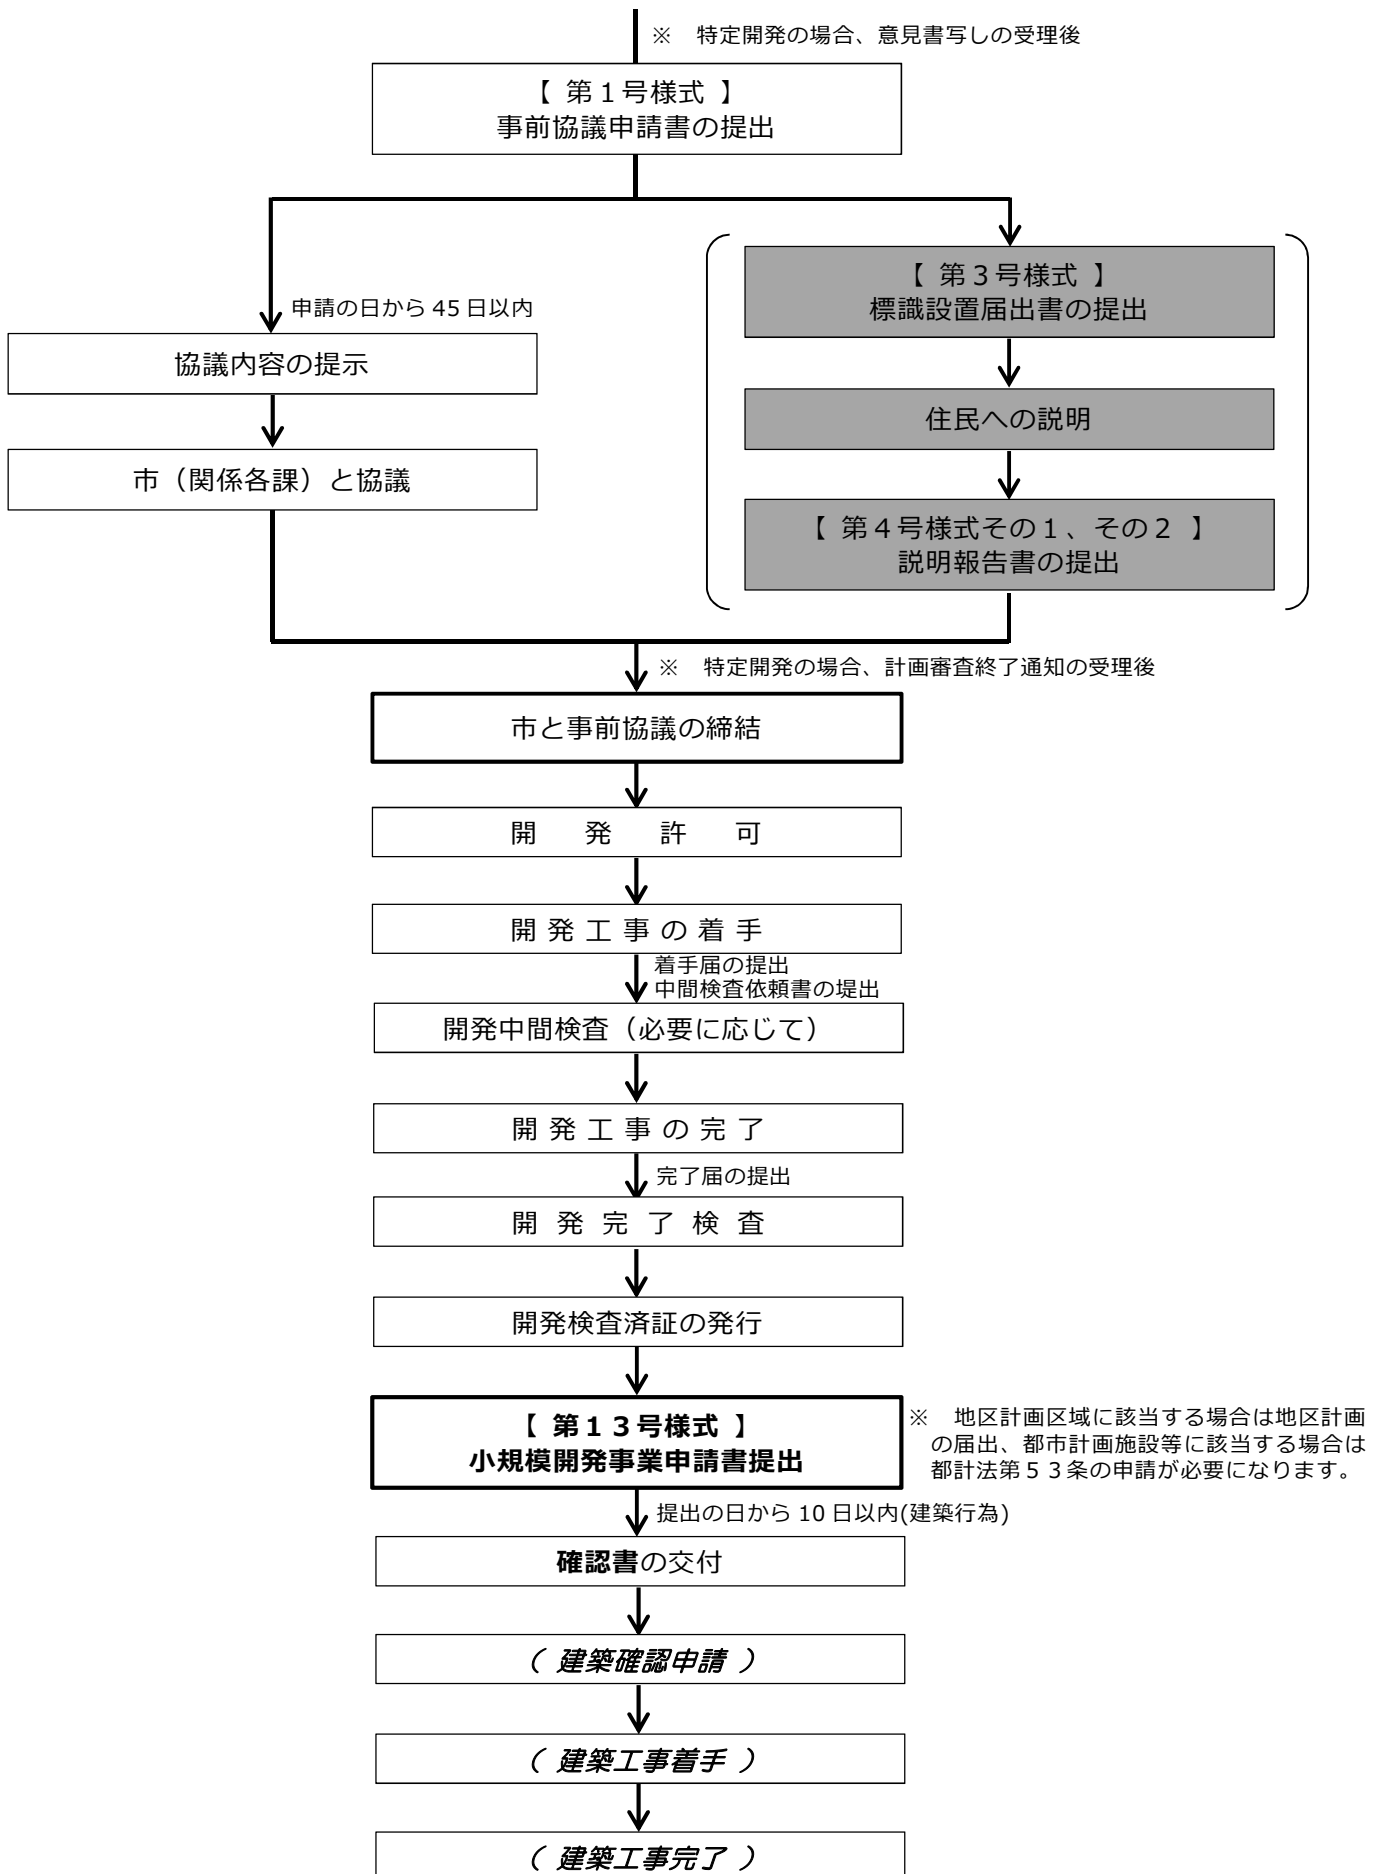 ※　特定開発の場合、意見書写しの受理後
【 第１号様式 】
事前協議申請書の提出
申請の日から 45 日以内
協議内容の提示
市（関係各課）と協議
【 第３号様式 】
標識設置届出書の提出
住民への説明
【 第４号様式その１、その２ 】
説明報告書の提出
※　特定開発の場合、計画審査終了通知の受理後
市と事前協議の締結
開　発　許　可
開発工事の着手
着手届の提出
中間検査依頼書の堤出
開発中間検査（必要に応じて）
開発工事の完了
完了届の提出
開発完了検査
開発検査済証の発行
【 第１３号様式 】
小規模開発事業申請書提出
※　地区計画区域に該当する場合は地区計画
の届出、都市計画施設等に該当する場合は
都計法第５３条の申請が必要になります。
提出の日から 10 日以内(建築行為)
確認書の交付
（ 建築確認申請 ）
（ 建築工事着手 ）
（ 建築工事完了 ）